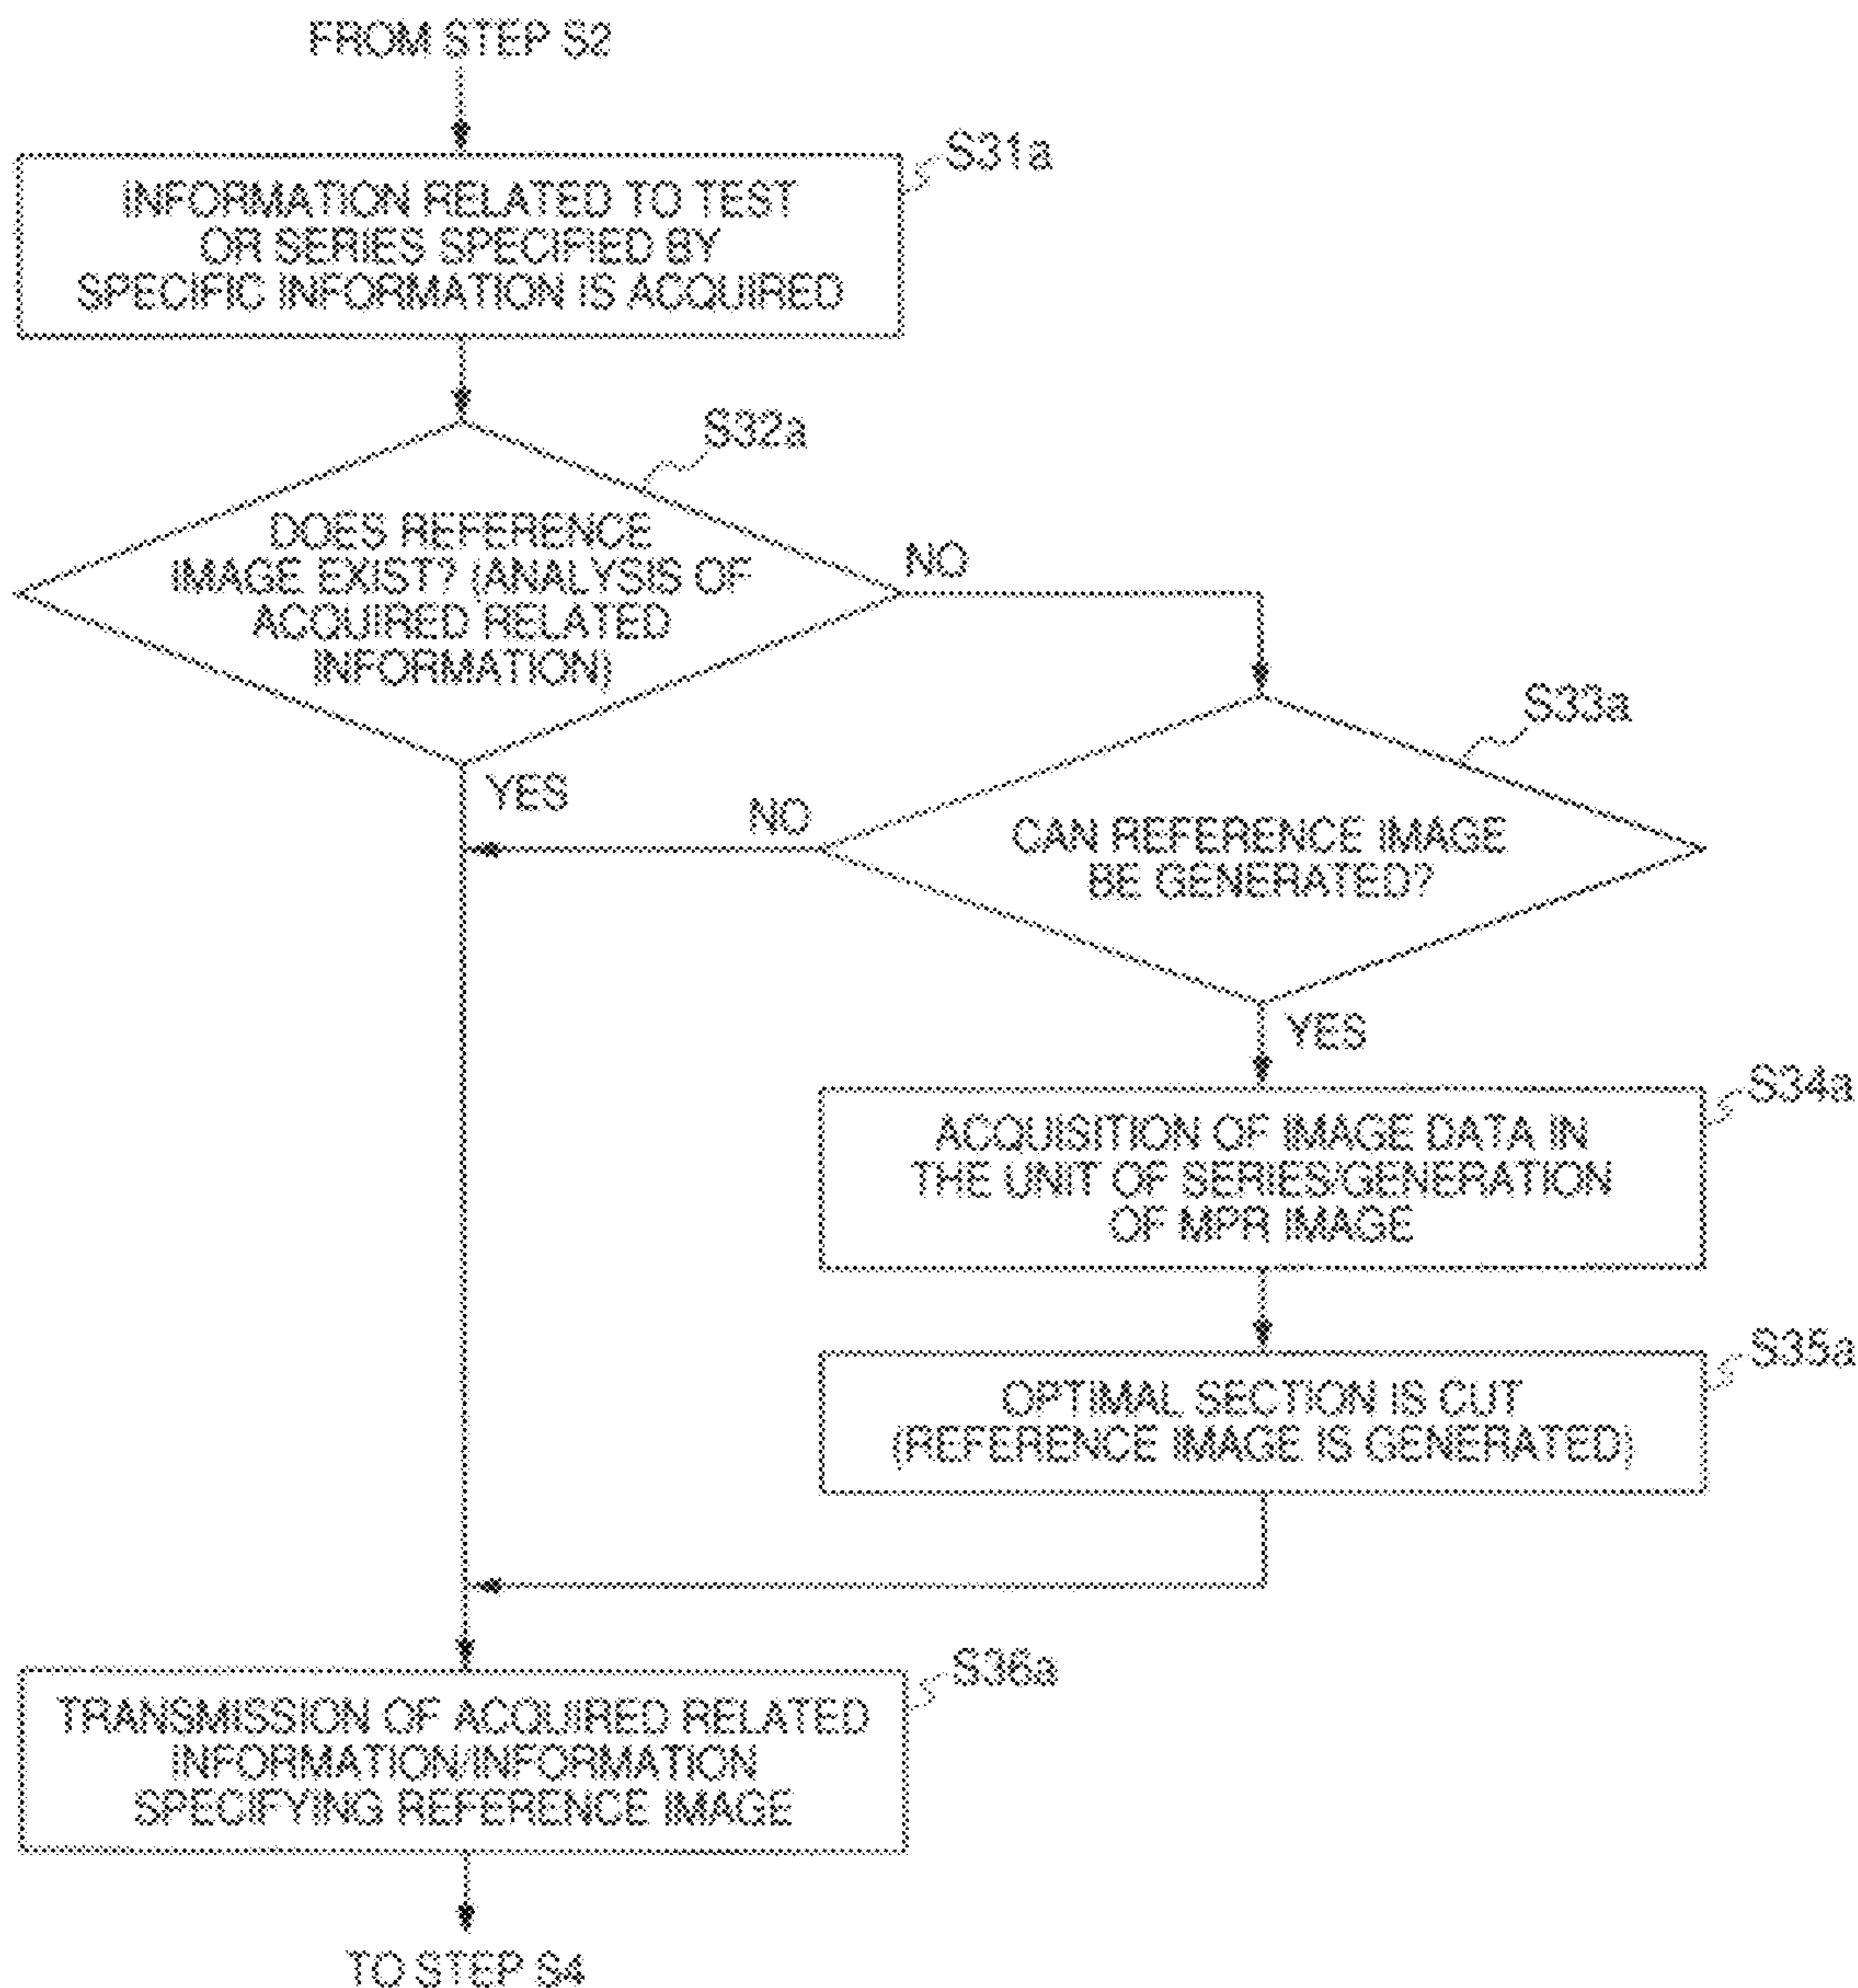 FROM STEP S2
S31a
INFORMATION RELATED TO TEST
OR SERIES SPECIFIED BY
SPECIFIC INFORMATION IS ACQUIRED
S32a
DOES REFERENCE
IMAGE EXIST? (ANALYSIS OF
ACQUIRED RELATED
INFORMATION)
NO
YES
S33a
CAN REFERENCE IMAGE
BE GENERATED?
NO
YES
S34a
ACQUISITION OF IMAGE DATA IN
THE UNIT OF SERIES/GENERATION
OF MPR IMAGE
S35a
OPTIMAL SECTION IS CUT
(REFERENCE IMAGE IS GENERATED)
S36a
TRANSMISSION OF ACQUIRED RELATED
INFORMATION/INFORMATION
SPECIFYING REFERENCE IMAGE
TO STEP S4